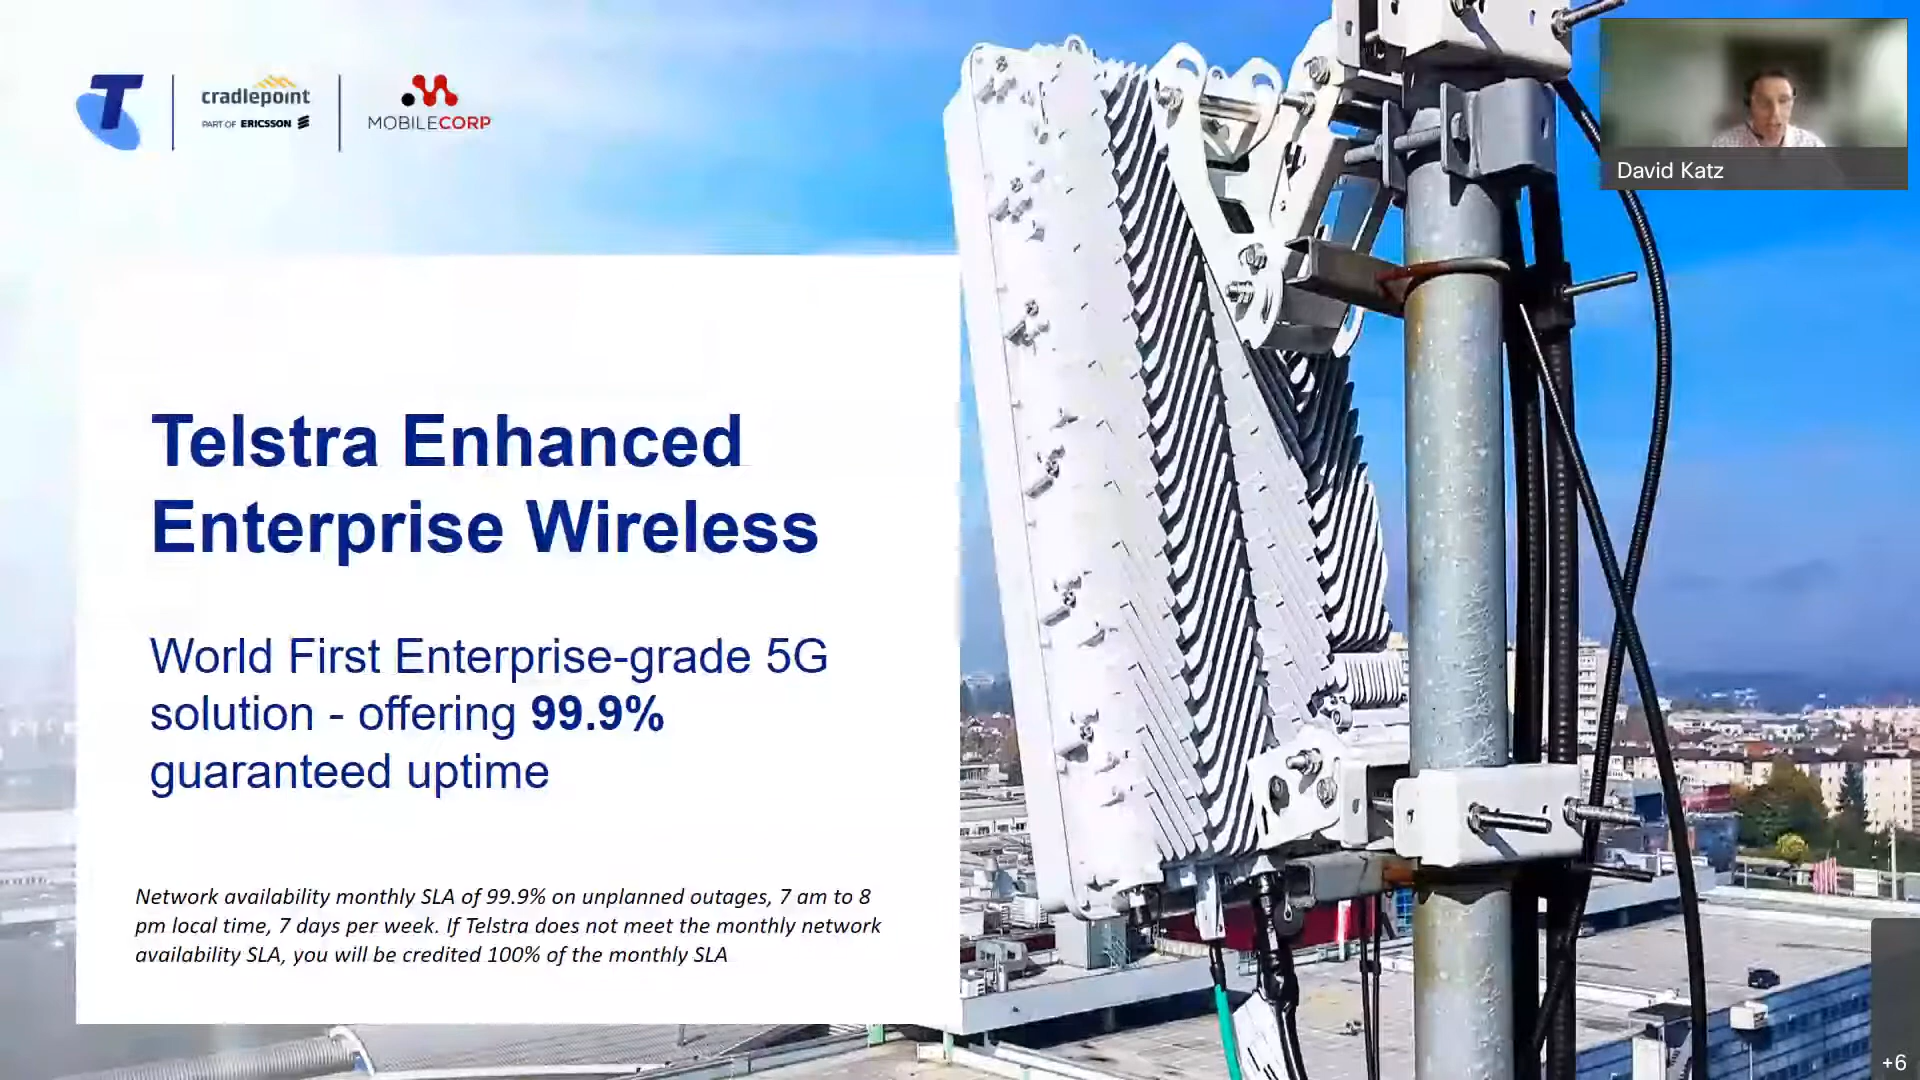 T
cradlepoint
PART OF ERICSSON
MOBILECORP
David Katz
Telstra Enhanced
Enterprise Wireless
World First Enterprise-grade 5G
solution - offering 99.9%
guaranteed uptime
Network availability monthly SLA of 99.9% on unplanned outages, 7 am to 8
pm local time, 7 days per week. If Telstra does not meet the monthly network
availability SLA, you will be credited 100% of the monthly SLA
+6